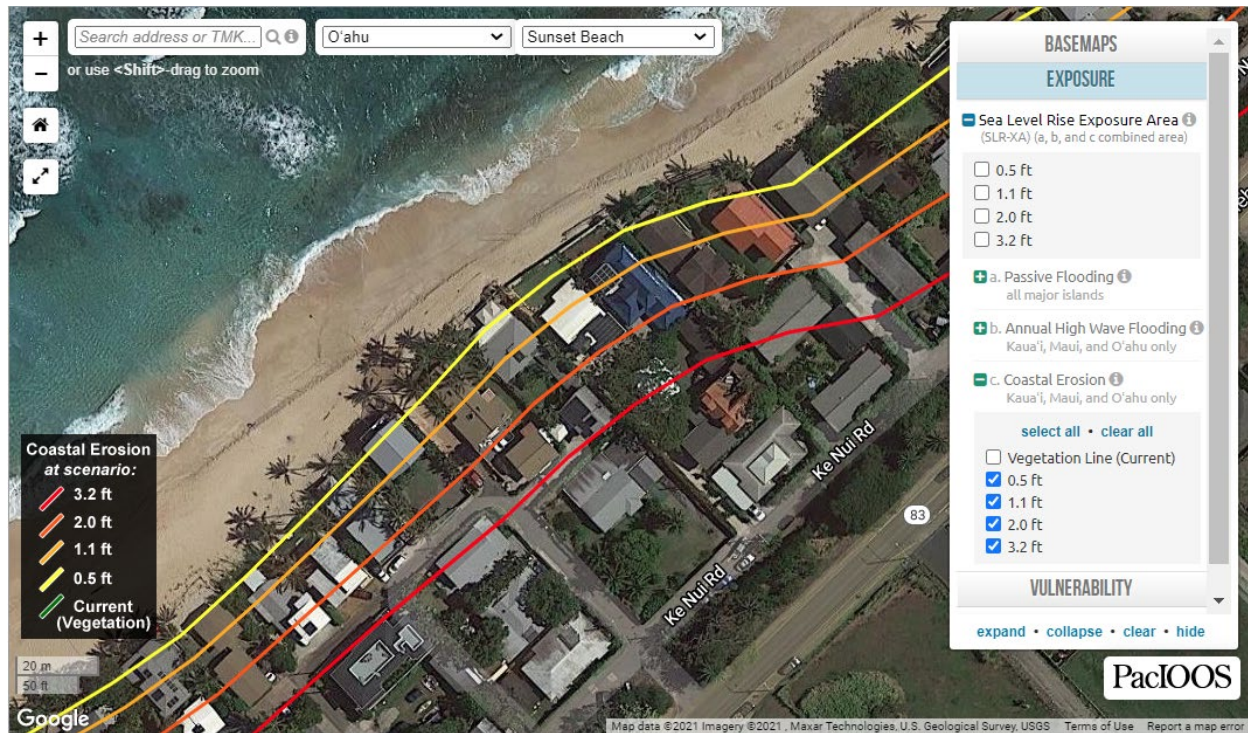 +
−
Search address or TMK...
Oʻahu
Sunset Beach
or use <Shift>-drag to zoom
BASEMAPS
EXPOSURE
Sea Level Rise Exposure Area
(SLR-XA) (a, b, and c combined area)
0.5 ft
1.1 ft
2.0 ft
3.2 ft
a. Passive Flooding
all major islands
b. Annual High Wave Flooding
Kauaʻi, Maui, and Oʻahu only
c. Coastal Erosion
Kauaʻi, Maui, and Oʻahu only
select all • clear all
Vegetation Line (Current)
0.5 ft
1.1 ft
2.0 ft
3.2 ft
VULNERABILITY
expand • collapse • clear • hide
PacIOOS
Ke Nui Rd
83
Ke Nui Rd
Coastal Erosion
at scenario:
3.2 ft
2.0 ft
1.1 ft
0.5 ft
Current
(Vegetation)
20 m
50 ft
Google
Map data ©2021 Imagery ©2021 , Maxar Technologies, U.S. Geological Survey, USGS
Terms of Use
Report a map error